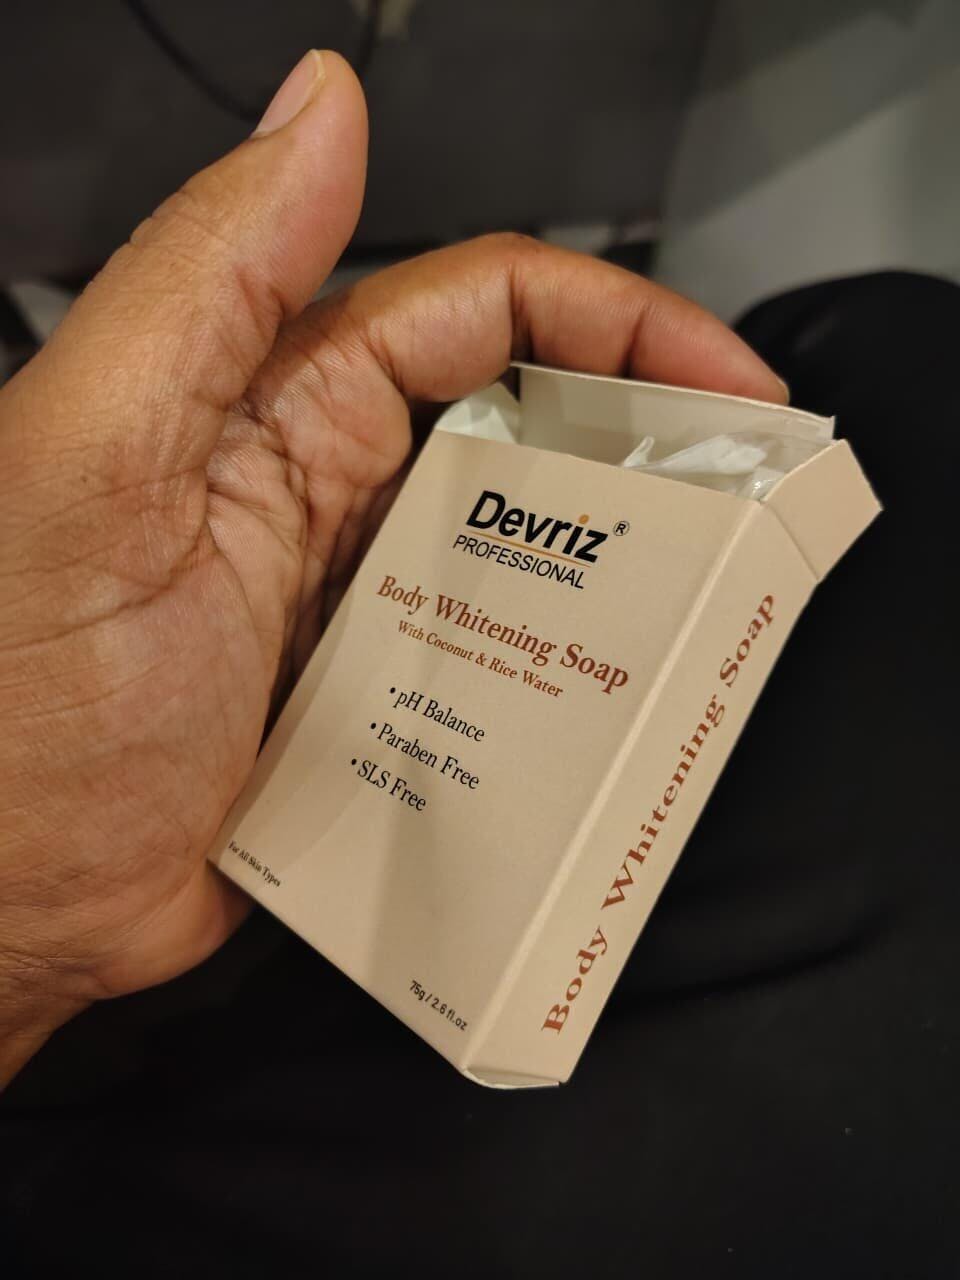 Devriz®
PROFESSIONAL
Body Whitening Soap
With Coconut & Rice Water
• pH Balance
• Paraben Free
• SLS Free
For All Skin Types
75g / 2.6 fl.oz
Body Whitening Soap